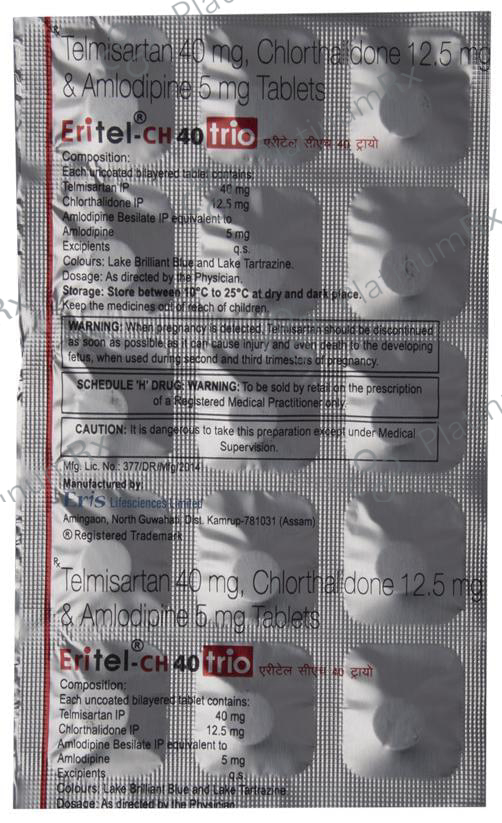 Rx
Telmisartan 40 mg, Chlorthalidone 12.5 mg
& Amlodipine 5 mg Tablets
Eritel®-CH 40 trio एरीटेल सीएच 40 ट्रायो
Composition:
Each uncoated bilayered tablet contains:
Telmisartan IP 40 mg
Chlorthalidone IP 12.5 mg
Amlodipine Besilate IP equivalent to
Amlodipine 5 mg
Excipients q.s.
Colours: Lake Brilliant Blue and Lake Tartrazine.
Dosage: As directed by the Physician.
Storage: Store between 10°C to 25°C at dry and dark place.
Keep the medicines out of reach of children.
WARNING: When pregnancy is detected, Telmisartan should be discontinued
as soon as possible as it can cause injury and even death to the developing
fetus, when used during second and third trimesters of pregnancy.
SCHEDULE 'H' DRUG: WARNING: To be sold by retail on the prescription
of a Registered Medical Practitioner only.
CAUTION: It is dangerous to take this preparation except under Medical
Supervision.
Mfg. Lic. No.: 377/DR/Mfg/2014
Manufactured by:
Eris Lifesciences Limited
Amingaon, North Guwahati, Dist. Kamrup-781031 (Assam)
® Registered Trademark
Rx
Telmisartan 40 mg, Chlorthalidone 12.5 mg
& Amlodipine 5 mg Tablets
Eritel®-CH 40 trio एरीटेल सीएच 40 ट्रायो
Composition:
Each uncoated bilayered tablet contains:
Telmisartan IP 40 mg
Chlorthalidone IP 12.5 mg
Amlodipine Besilate IP equivalent to
Amlodipine 5 mg
Excipients q.s.
Colours: Lake Brilliant Blue and Lake Tartrazine.
Dosage: As directed by the Physician